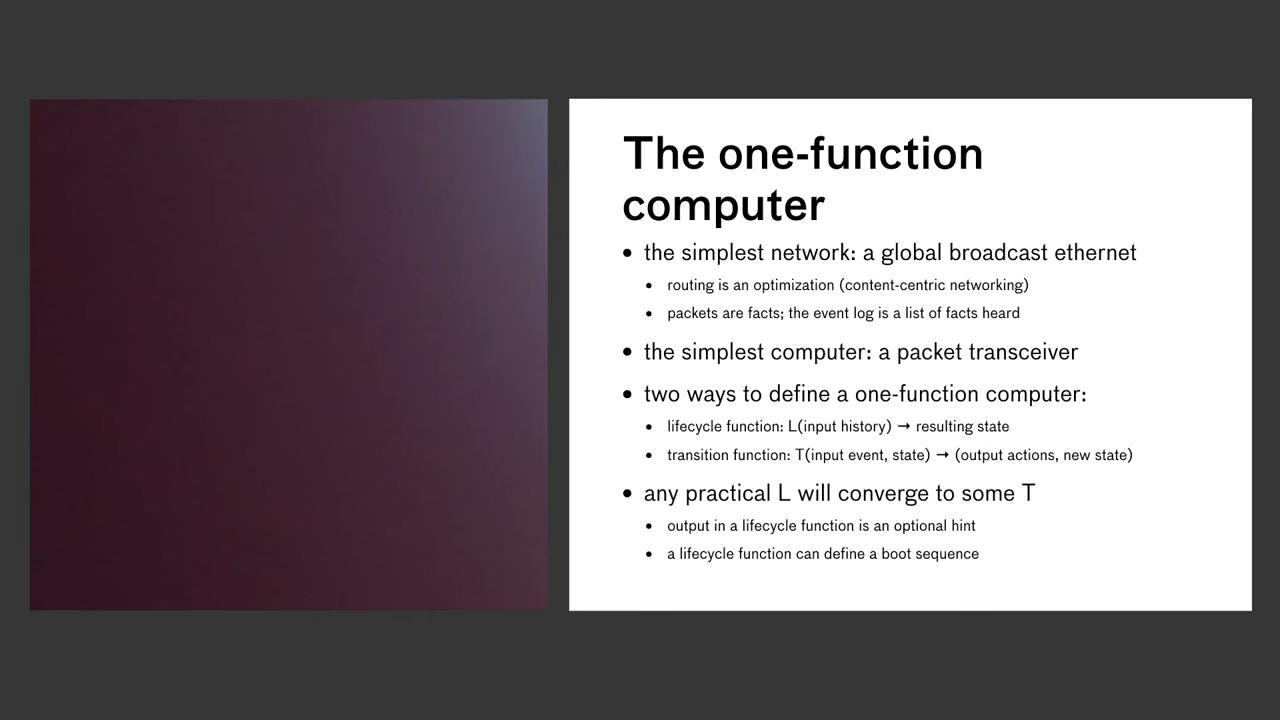 The one-function
computer
• the simplest network: a global broadcast ethernet
• routing is an optimization (content-centric networking)
• packets are facts; the event log is a list of facts heard
• the simplest computer: a packet transceiver
• two ways to define a one-function computer:
• lifecycle function: L(input history) → resulting state
• transition function: T(input event, state) → (output actions, new state)
• any practical L will converge to some T
• output in a lifecycle function is an optional hint
• a lifecycle function can define a boot sequence